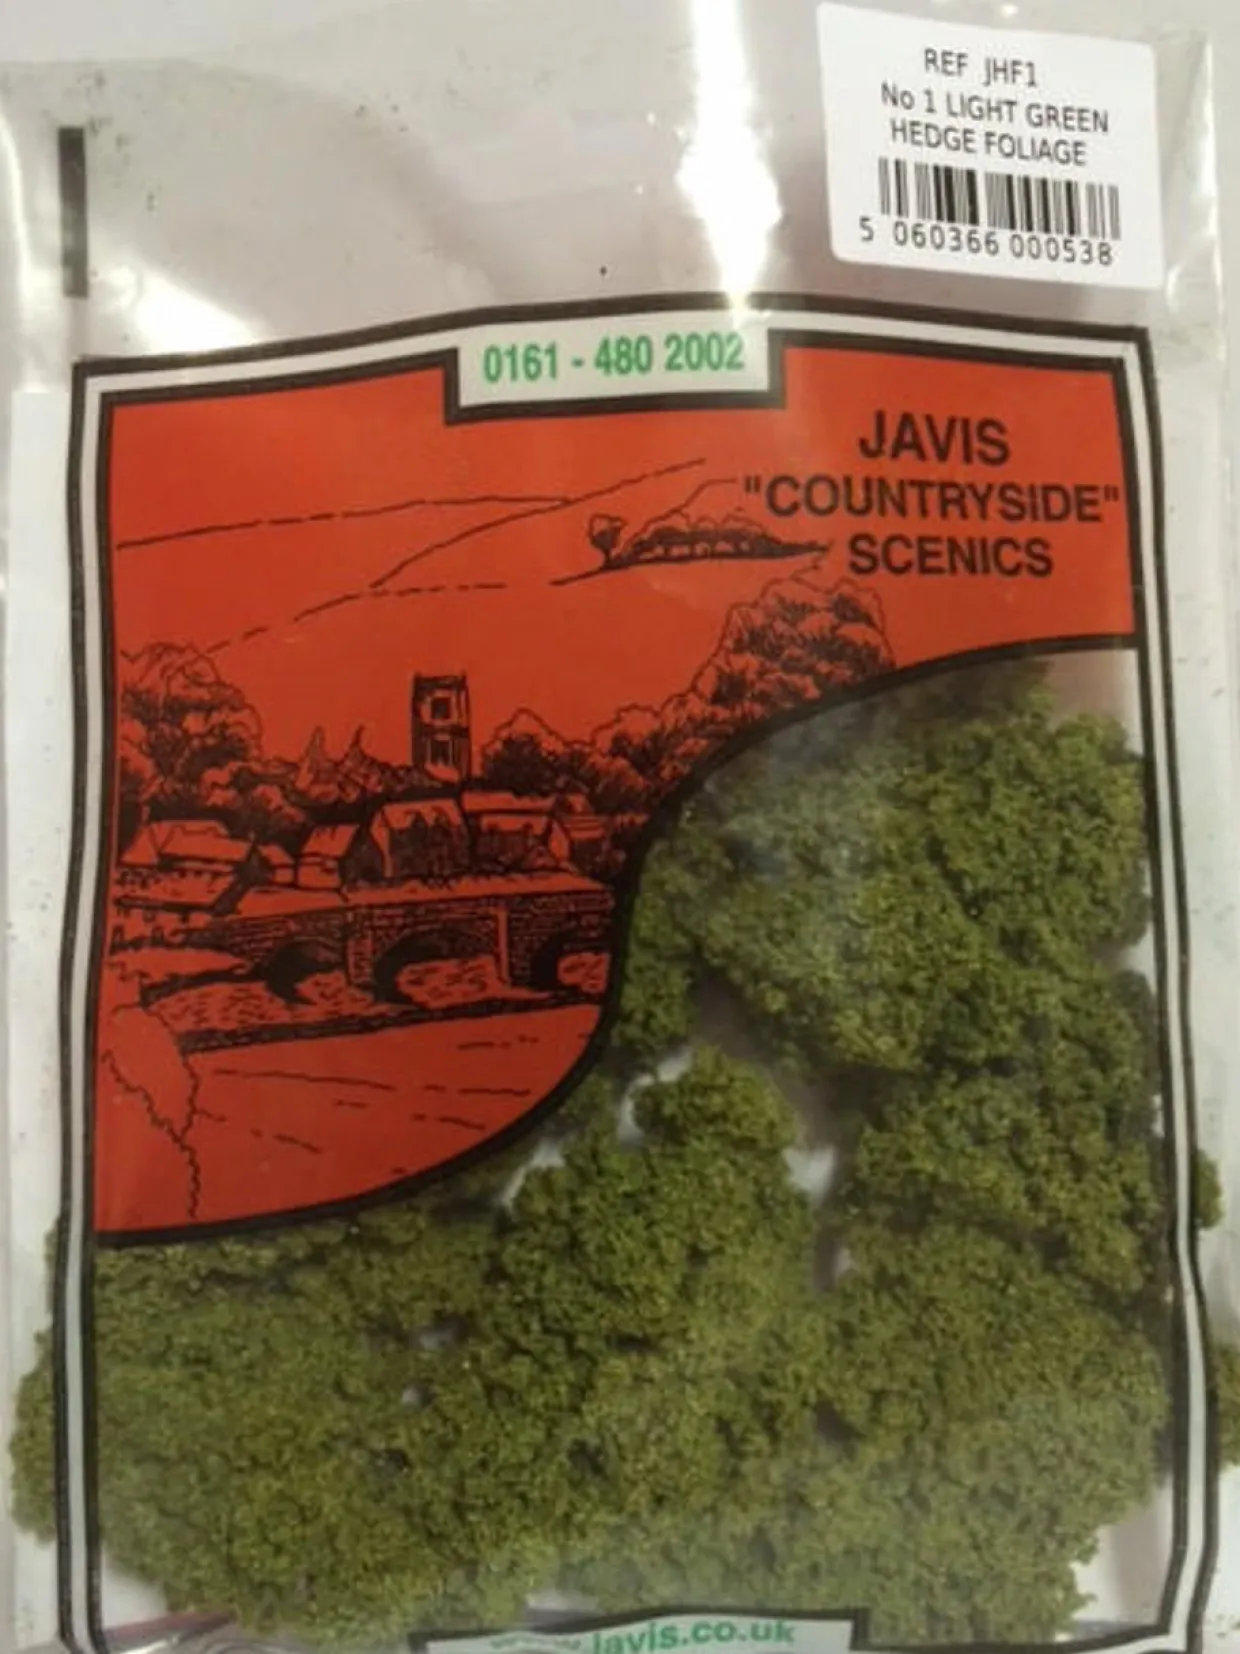 REF JHF1
No 1 LIGHT GREEN
HEDGE FOLIAGE
5 060366 000538
0161 - 480 2002
JAVIS
"COUNTRYSIDE"
SCENICS
www.javis.co.uk